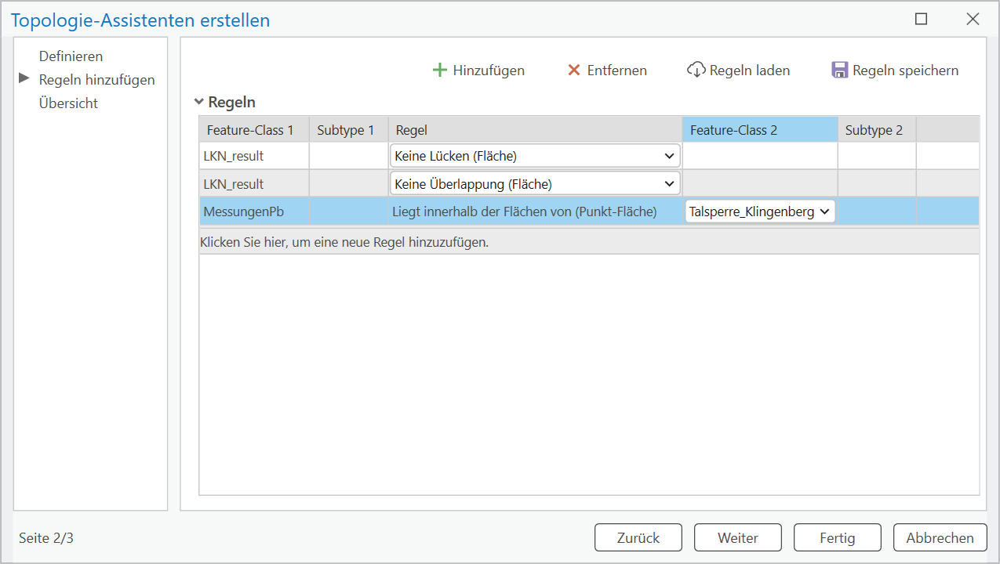 Topologie-Assistenten erstellen
Definieren
Regeln hinzufügen
Übersicht
Hinzufügen Entfernen Regeln laden Regeln speichern
Regeln
Feature-Class 1 Subtype 1 Regel Feature-Class 2 Subtype 2
LKN_result Keine Lücken (Fläche)
LKN_result Keine Überlappung (Fläche)
MessungenPb Liegt innerhalb der Flächen von (Punkt-Fläche) Talsperre_Klingenberg
Klicken Sie hier, um eine neue Regel hinzuzufügen.
Seite 2/3 Zurück Weiter Fertig Abbrechen